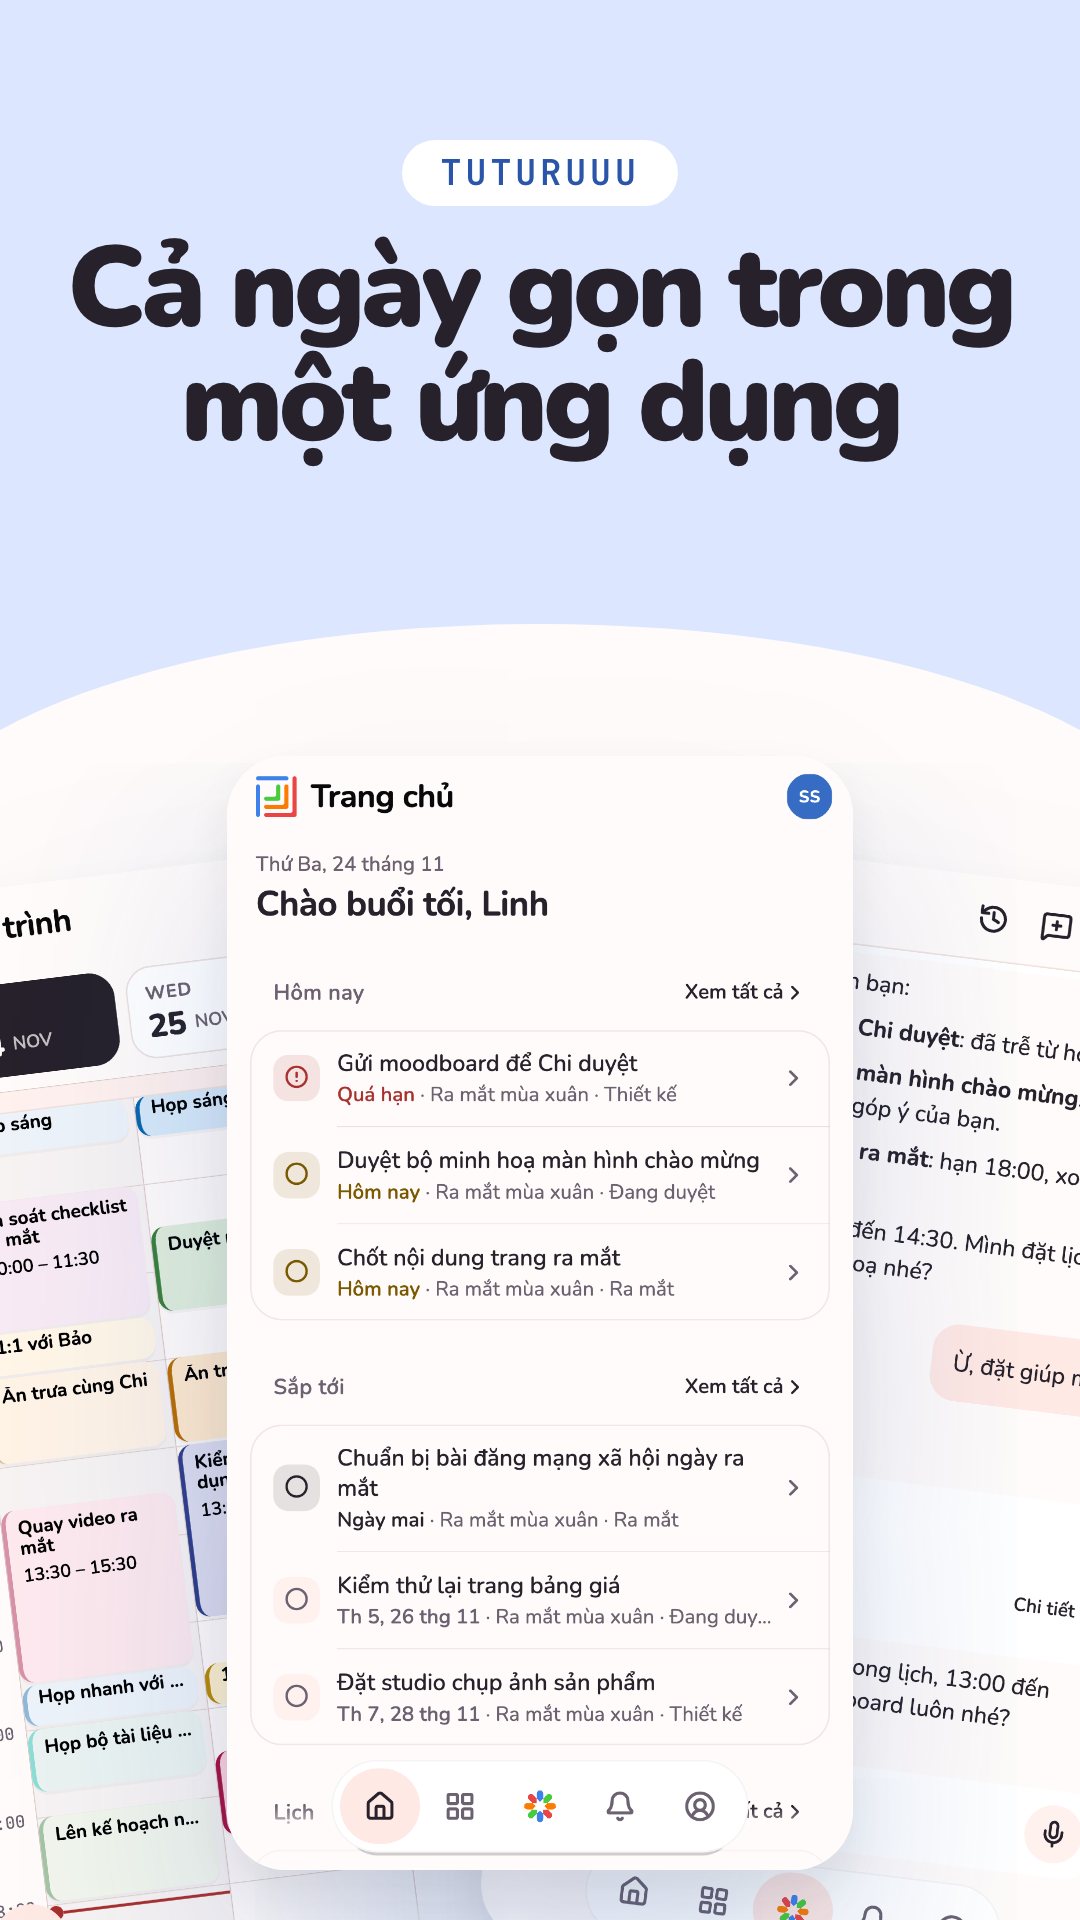 TUTURUUU
Cả ngày gọn trong
một ứng dụng
Trang chủ
SS
Thứ Ba, 24 tháng 11
Chào buổi tối, Linh
Hôm nay
Xem tất cả
Gửi moodboard để Chi duyệt
Quá hạn · Ra mắt mùa xuân · Thiết kế
Duyệt bộ minh hoạ màn hình chào mừng
Hôm nay · Ra mắt mùa xuân · Đang duyệt
Chốt nội dung trang ra mắt
Hôm nay · Ra mắt mùa xuân · Ra mắt
Sắp tới
Xem tất cả
Chuẩn bị bài đăng mạng xã hội ngày ra
mắt
Ngày mai · Ra mắt mùa xuân · Ra mắt
Kiểm thử lại trang bảng giá
Th 5, 26 thg 11 · Ra mắt mùa xuân · Đang duy...
Đặt studio chụp ảnh sản phẩm
Th 7, 28 thg 11 · Ra mắt mùa xuân · Thiết kế
Lịch
cả
trình
NOV
WED
25 NOV
sáng
Họp sáng
soát checklist
mắt
0:00 – 11:30
Duyệt
1:1 với Bảo
Ăn trưa cùng Chi
Ăn
Quay video ra
mắt
13:30 – 15:30
13:
Họp nhanh với ...
Họp bộ tài liệu ...
Lên kế hoạch n...
bạn:
Chi duyệt: đã trễ từ
màn hình chào mừng
góp ý của bạn.
ra mắt: hạn 18:00,
đến 14:30. Mình đặt
nhé?
Ừ, đặt giúp
Chi tiết
ong lịch, 13:00 đến
board luôn nhé?